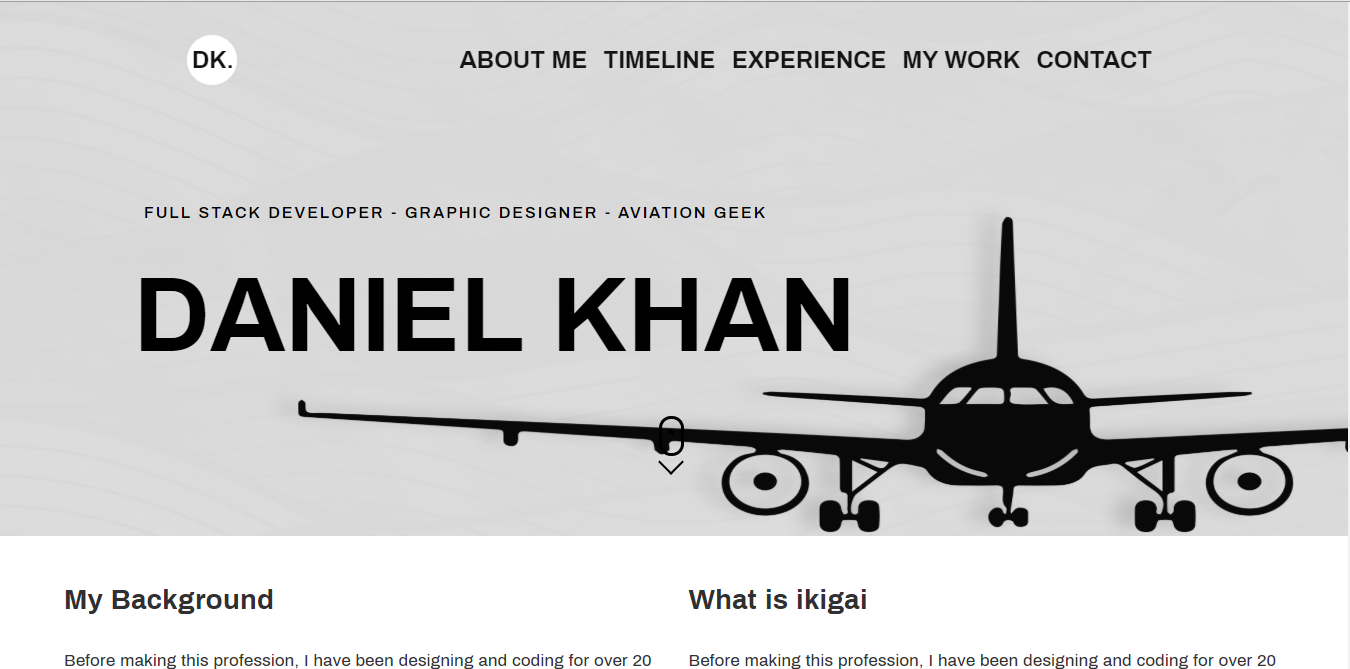 DK.
ABOUT ME TIMELINE EXPERIENCE MY WORK CONTACT
FULL STACK DEVELOPER - GRAPHIC DESIGNER - AVIATION GEEK
DANIEL KHAN
My Background
Before making this profession, I have been designing and coding for over 20
What is ikigai
Before making this profession, I have been designing and coding for over 20